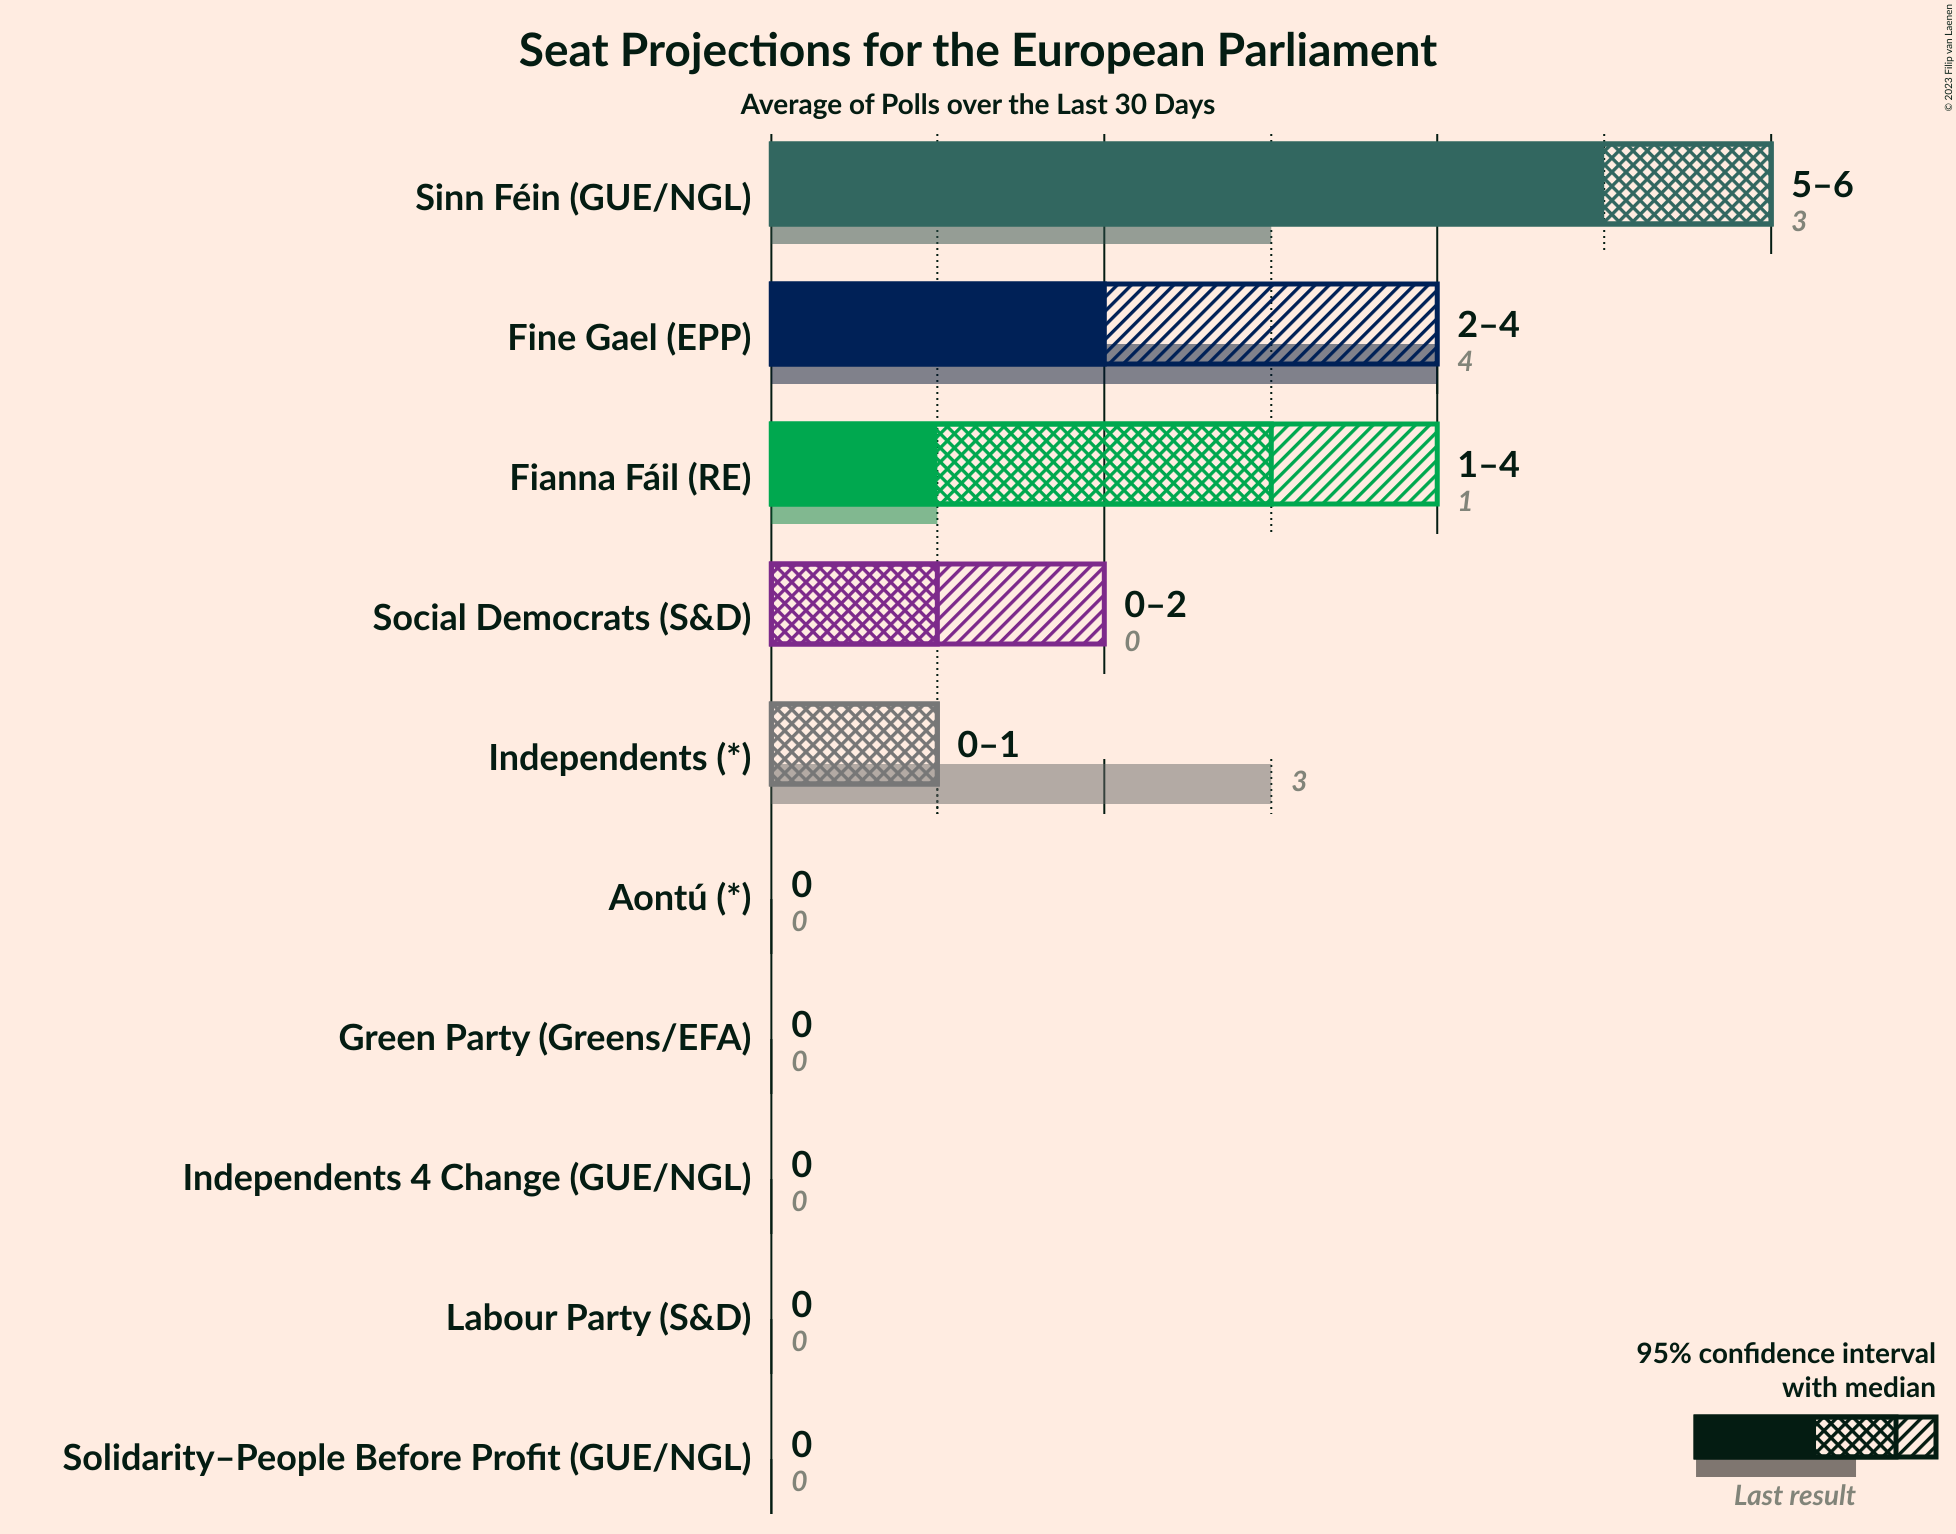 Seat Projections for the European Parliament
Average of Polls over the Last 30 Days
© 2023 Filip van Laenen
Sinn Féin (GUE/NGL)
5–6
3
Fine Gael (EPP)
2–4
4
Fianna Fáil (RE)
1–4
1
Social Democrats (S&D)
0–2
0
Independents (*)
0–1
3
Aontú (*)
0
0
Green Party (Greens/EFA)
0
0
Independents 4 Change (GUE/NGL)
0
0
Labour Party (S&D)
0
0
Solidarity–People Before Profit (GUE/NGL)
0
0
95% confidence interval
with median
Last result